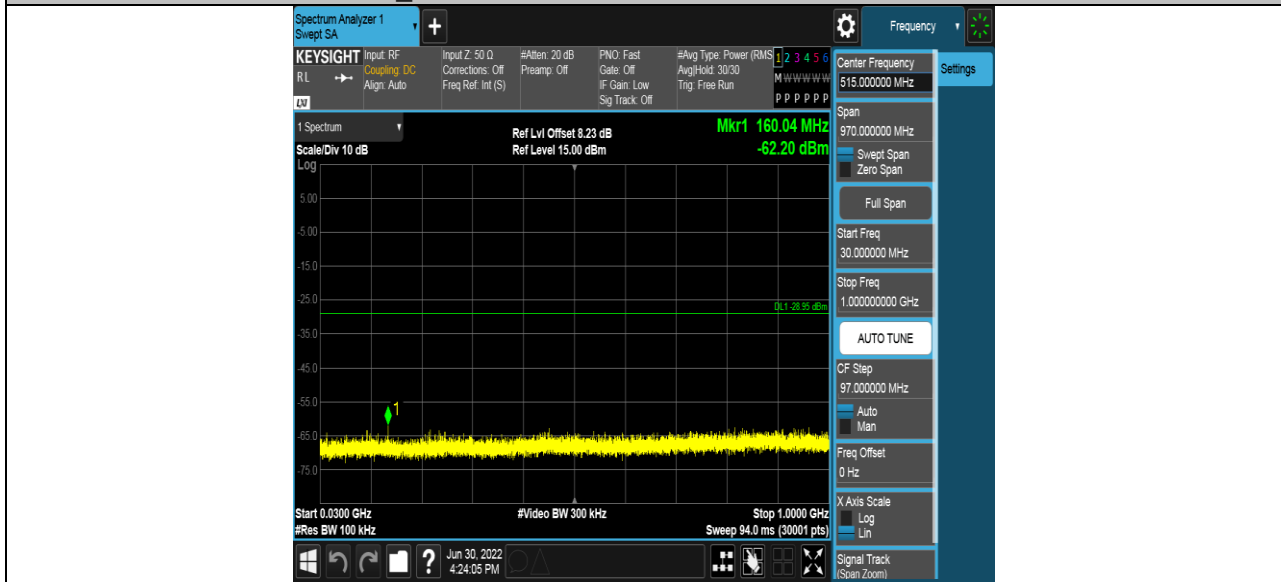 Spectrum Analyzer 1
Swept SA
+
Frequency
KEYSIGHT
RL
LXI
Input: RF
Coupling: DC
Align: Auto
Input Z: 50 Ω
Corrections: Off
Freq Ref: Int (S)
#Atten: 20 dB
Preamp: Off
PNO: Fast
Gate: Off
IF Gain: Low
Sig Track: Off
#Avg Type: Power (RMS
Avg|Hold: 30/30
Trig: Free Run
1 2 3 4 5 6
M W W W W W
P P P P P P
1 Spectrum
Scale/Div 10 dB
Ref Lvl Offset 8.23 dB
Ref Level 15.00 dBm
Mkr1 160.04 MHz
-62.20 dBm
Log
5.00
-5.00
-15.0
-25.0
DL1 -28.95 dBm
-35.0
-45.0
-55.0
1
-65.0
-75.0
Start 0.0300 GHz
#Res BW 100 kHz
#Video BW 300 kHz
Stop 1.0000 GHz
Sweep 94.0 ms (30001 pts)
?
Jun 30, 2022
4:24:05 PM
Center Frequency
515.000000 MHz
Settings
Span
970.000000 MHz
Swept Span
Zero Span
Full Span
Start Freq
30.000000 MHz
Stop Freq
1.000000000 GHz
AUTO TUNE
CF Step
97.000000 MHz
Auto
Man
Freq Offset
0 Hz
X Axis Scale
Log
Lin
Signal Track
(Span Zoom)